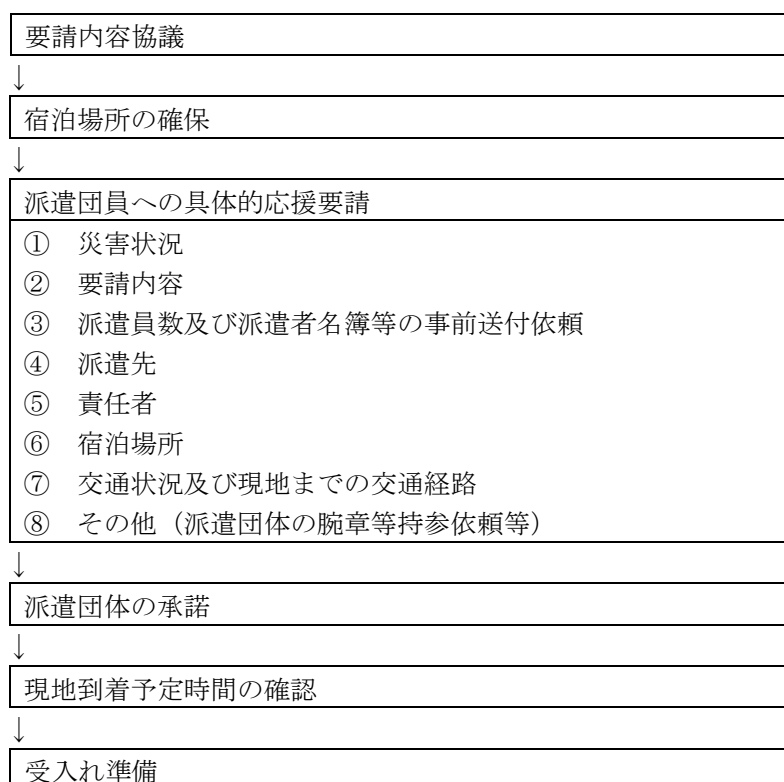 要請内容協議
↓
宿泊場所の確保
↓
派遣団員への具体的応援要請
① 災害状況
② 要請内容
③ 派遣員数及び派遣者名簿等の事前送付依頼
④ 派遣先
⑤ 責任者
⑥ 宿泊場所
⑦ 交通状況及び現地までの交通経路
⑧ その他（派遣団体の腕章等持参依頼等）
↓
派遣団体の承諾
↓
現地到着予定時間の確認
↓
受入れ準備